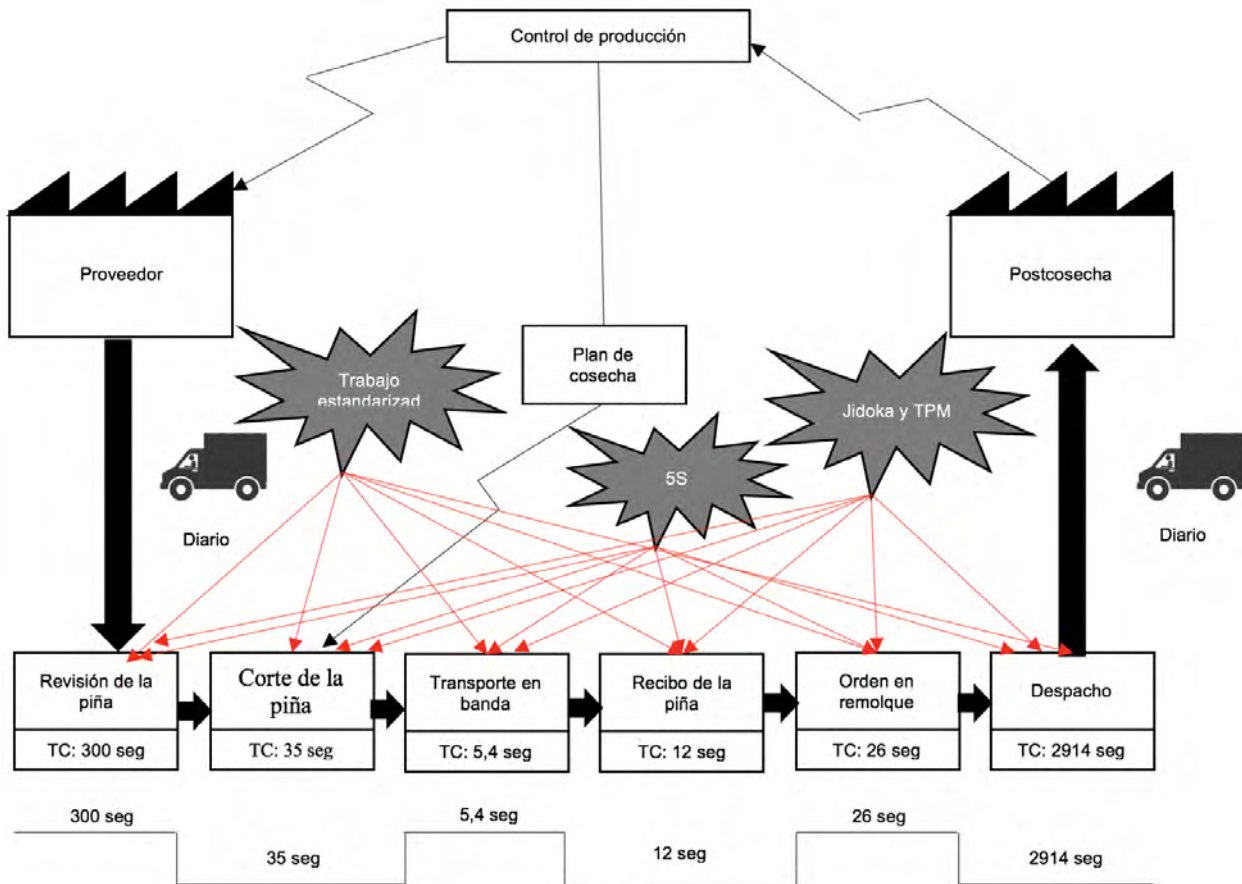 Control de producción
Proveedor
Postcosecha
Trabajo
estandarizad
Plan de
cosecha
Jidoka y TPM
5S
Diario
Diario
Revisión de la
piña
TC: 300 seg
Corte de la
piña
TC: 35 seg
Transporte en
banda
TC: 5,4 seg
Recibo de la
piña
TC: 12 seg
Orden en
remolque
TC: 26 seg
Despacho
TC: 2914 seg
300 seg
35 seg
5,4 seg
12 seg
26 seg
2914 seg